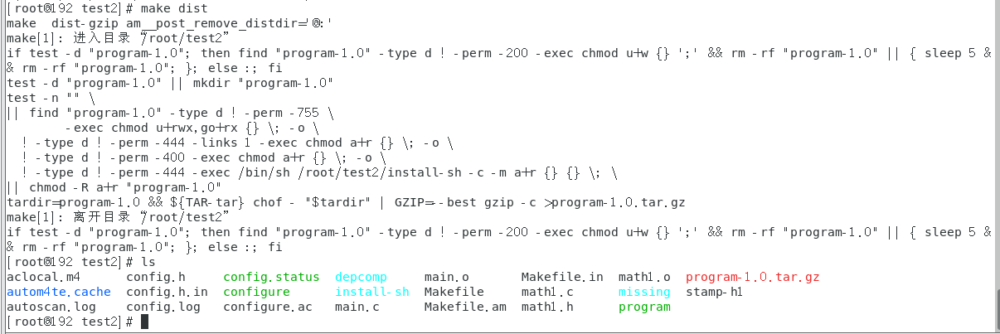 [root@192 test2]# make dist
make  dist-gzip am__post_remove_distdir='@:'
make[1]: 进入目录“/root/test2”
if test -d "program-1.0"; then find "program-1.0" -type d ! -perm -200 -exec chmod u+w {} ';' && rm -rf "program-1.0" || { sleep 5 &
& rm -rf "program-1.0"; }; else :; fi
test -d "program-1.0" || mkdir "program-1.0"
test -n "" \
|| find "program-1.0" -type d ! -perm -755 \
        -exec chmod u+rwx,go+rx {} \; -o \
  ! -type d ! -perm -444 -links 1 -exec chmod a+r {} \; -o \
  ! -type d ! -perm -400 -exec chmod a+r {} \; -o \
  ! -type d ! -perm -444 -exec /bin/sh /root/test2/install-sh -c -m a+r {} {} \; \
|| chmod -R a+r "program-1.0"
tardir=program-1.0 && ${TAR-tar} chof - "$tardir" | GZIP=--best gzip -c >program-1.0.tar.gz
make[1]: 离开目录“/root/test2”
if test -d "program-1.0"; then find "program-1.0" -type d ! -perm -200 -exec chmod u+w {} ';' && rm -rf "program-1.0" || { sleep 5 &
& rm -rf "program-1.0"; }; else :; fi
[root@192 test2]# ls
aclocal.m4 config.h config.status depcomp main.o Makefile.in math1.o program-1.0.tar.gz
autom4te.cache config.h.in configure install-sh Makefile math1.c missing stamp-h1
autoscan.log config.log configure.ac main.c Makefile.am math1.h program
[root@192 test2]#